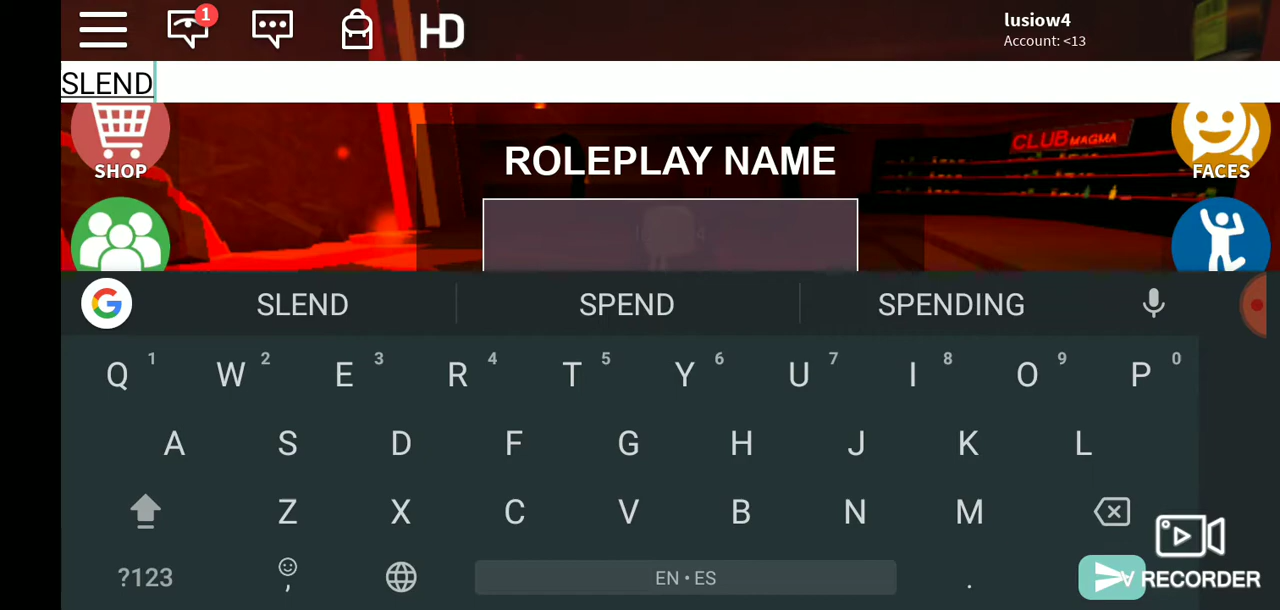 1
HD
lusiow4
Account: <13
SLEND
SHOP
ROLEPLAY NAME
CLUB MAGMA
FACES
SLEND
SPEND
SPENDING
Q 1 W 2 E 3 R 4 T 5 Y 6 U 7 I 8 O 9 P 0
A S D F G H J K L
Z X C V B N M
?123 , EN • ES .
RECORDER